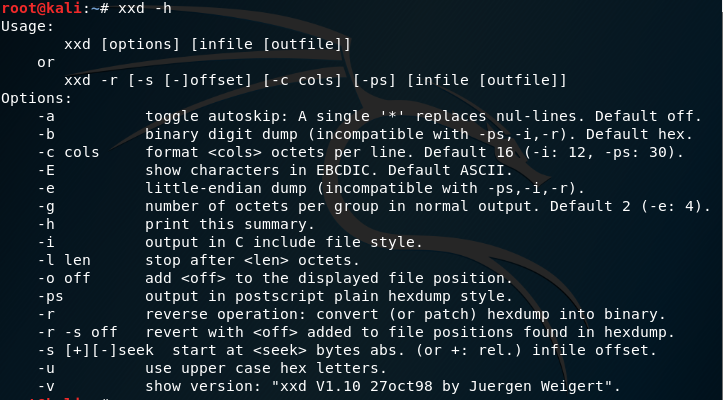 root@kali:~# xxd -h
Usage:
       xxd [options] [infile [outfile]]
    or
       xxd -r [-s [-]offset] [-c cols] [-ps] [infile [outfile]]
Options:
    -a          toggle autoskip: A single '*' replaces nul-lines. Default off.
    -b          binary digit dump (incompatible with -ps,-i,-r). Default hex.
    -c cols     format <cols> octets per line. Default 16 (-i: 12, -ps: 30).
    -E          show characters in EBCDIC. Default ASCII.
    -e          little-endian dump (incompatible with -ps,-i,-r).
    -g          number of octets per group in normal output. Default 2 (-e: 4).
    -h          print this summary.
    -i          output in C include file style.
    -l len      stop after <len> octets.
    -o off      add <off> to the displayed file position.
    -ps         output in postscript plain hexdump style.
    -r          reverse operation: convert (or patch) hexdump into binary.
    -r -s off   revert with <off> added to file positions found in hexdump.
    -s [+][-]seek  start at <seek> bytes abs. (or +: rel.) infile offset.
    -u          use upper case hex letters.
    -v          show version: "xxd V1.10 27oct98 by Juergen Weigert".